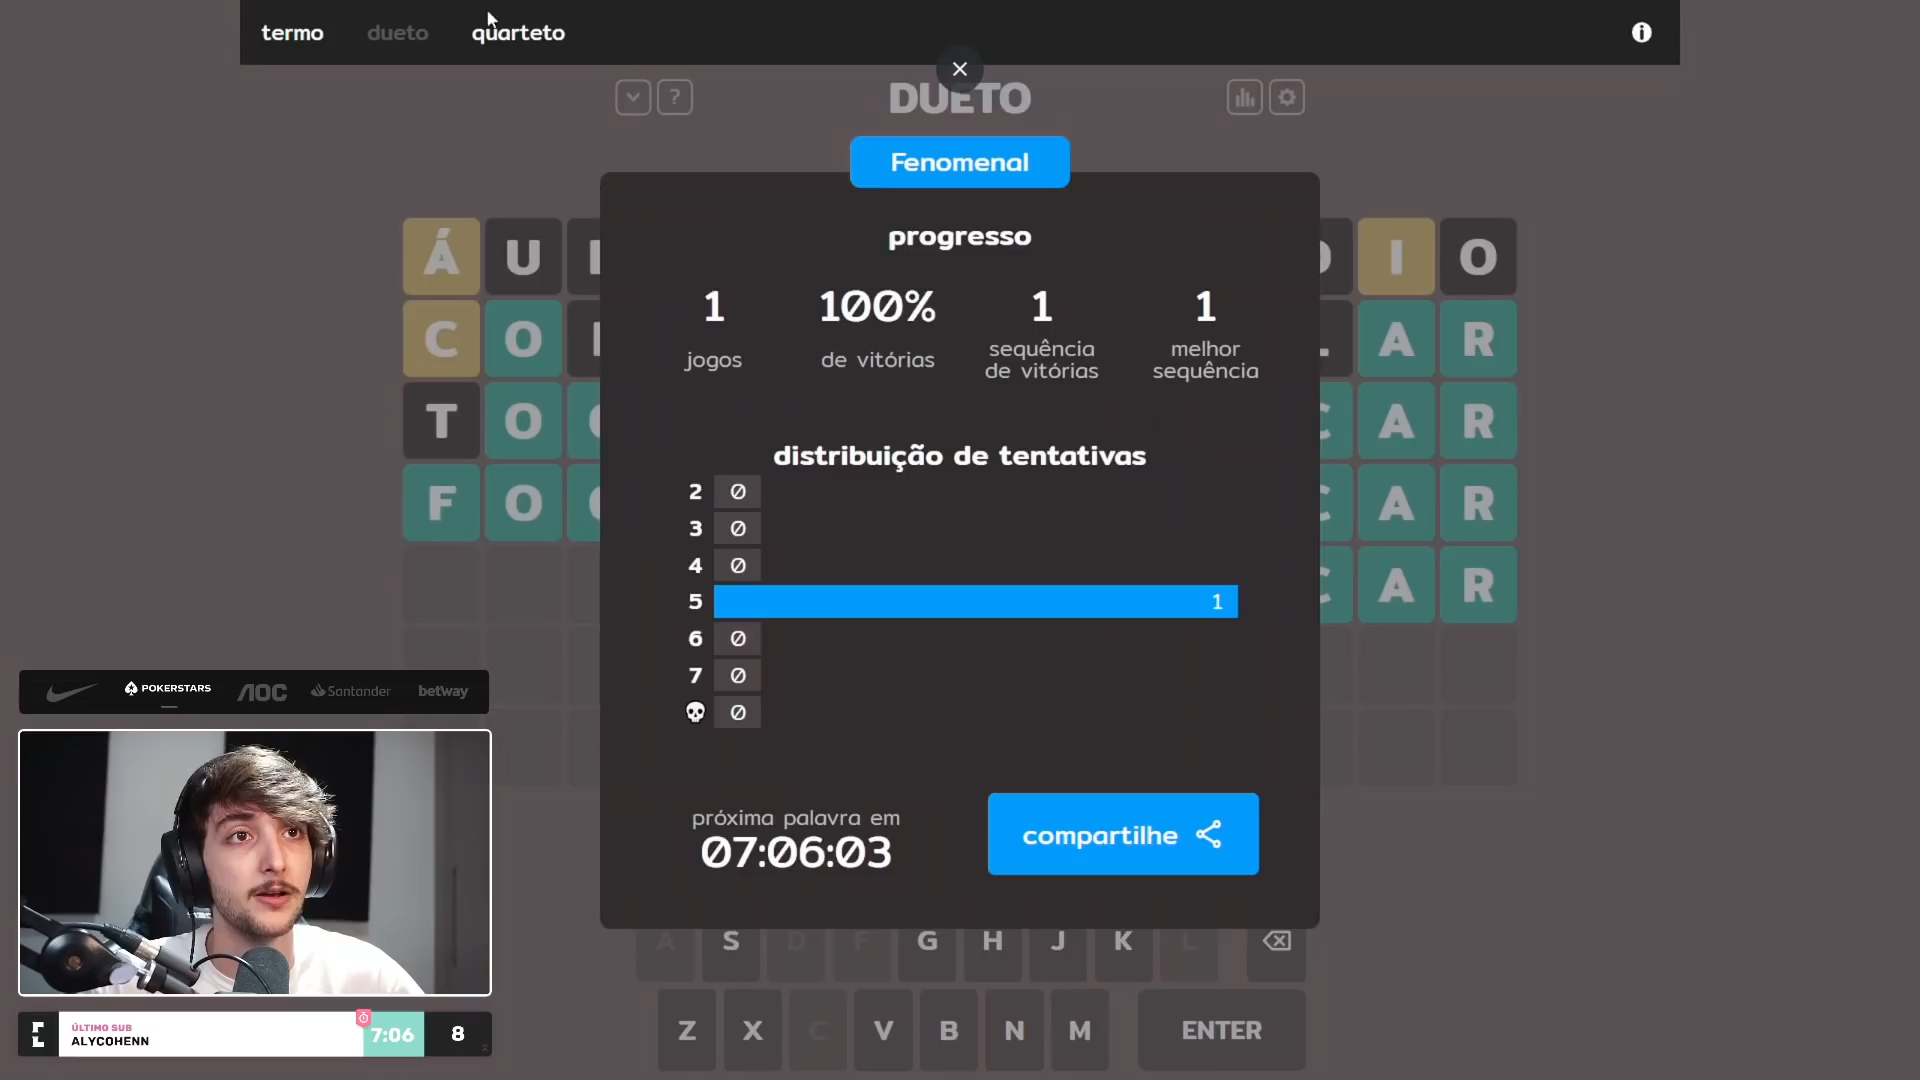 termo dueto quarteto
DUETO
?
Fenomenal
progresso
1 100% 1 1
jogos de vitórias sequência de vitórias melhor sequência
distribuição de tentativas
2 0
3 0
4 0
5 1
6 0
7 0
0
próxima palavra em
07:06:03
compartilhe
Á U I O
C O A R
T O A R
F O A R
A R
POKERSTARS AOC Santander betway
ÚLTIMO SUB
ALYCOHENN
7:06 8
A S D F G H J K L
Z X C V B N M ENTER